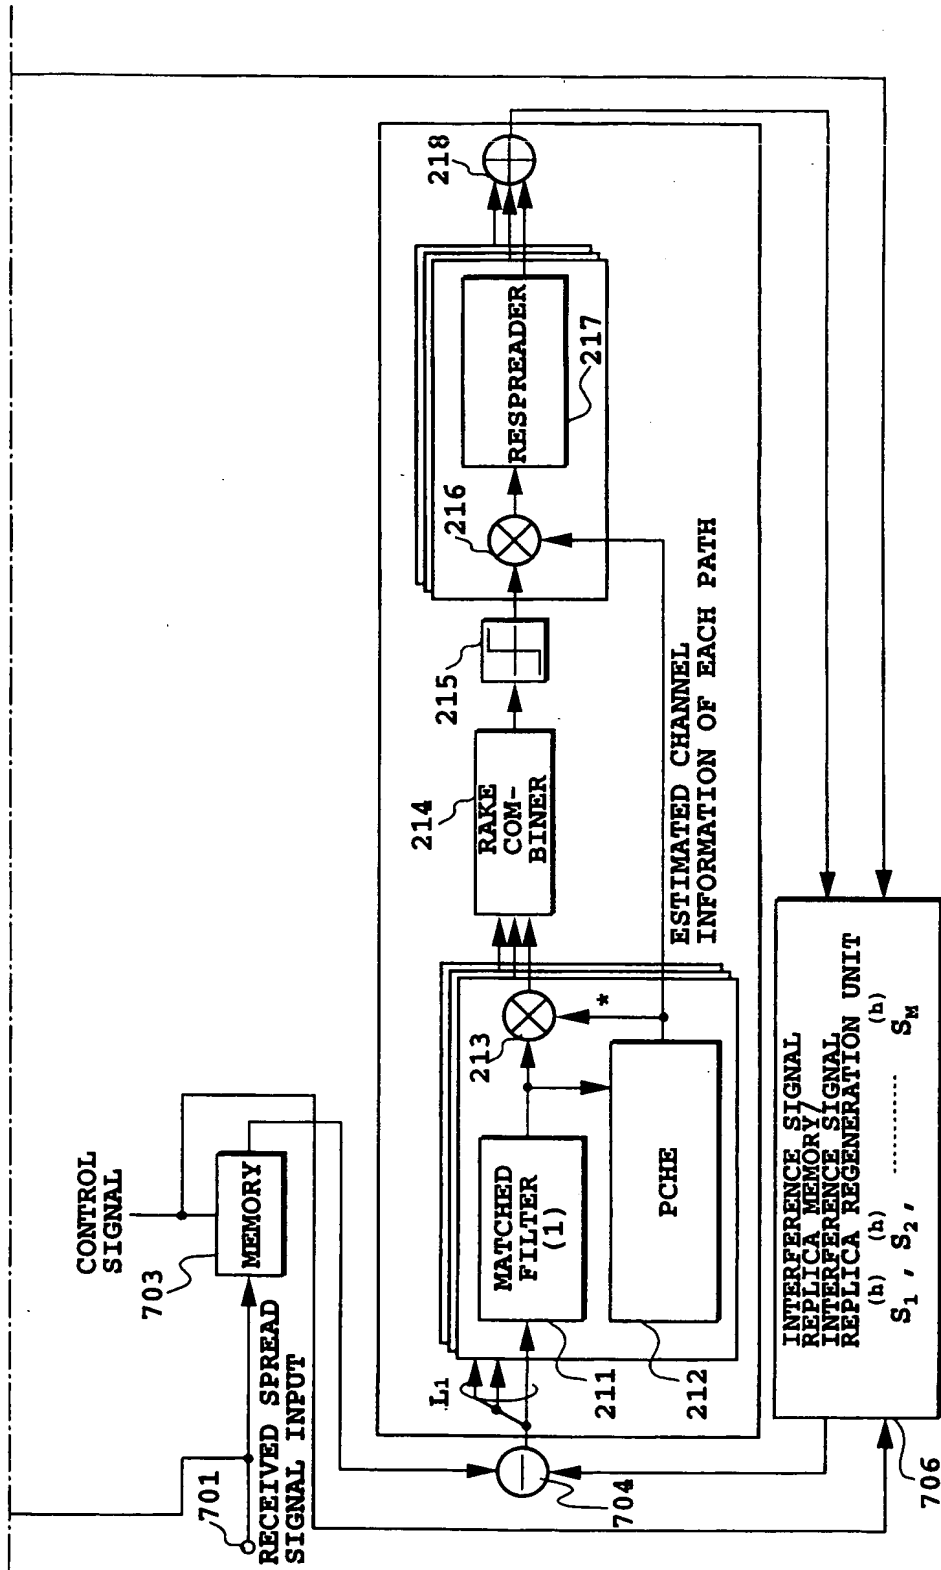 CONTROL
SIGNAL
703
MEMORY
701
RECEIVED SPREAD
SIGNAL INPUT
704
L1
MATCHED
FILTER
(1)
211
PCHE
212
213
*
214
RAKE
COM-
BINER
215
216
RESPREADER
217
218
ESTIMATED CHANNEL
INFORMATION OF EACH PATH
INTERFERENCE SIGNAL
REPLICA MEMORY/
INTERFERENCE SIGNAL
REPLICA REGENERATION UNIT
S1(h), S2(h), .......... SM(h)
706